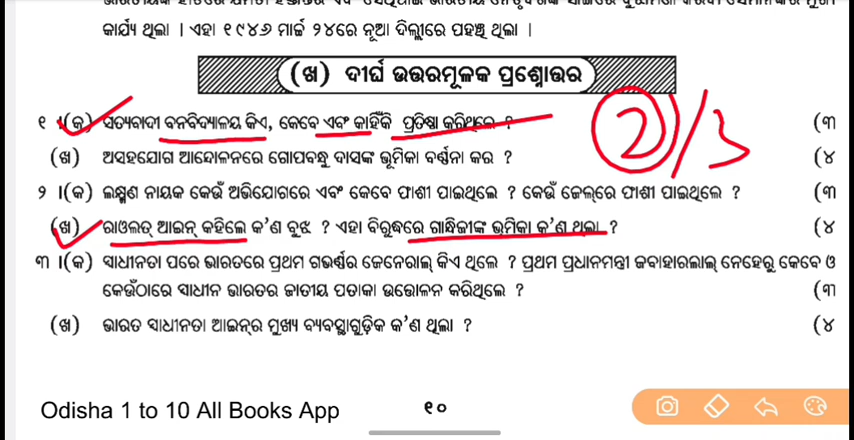 କାର୍ଯ୍ୟ ଥିଲା । ଏହା ୧୯୪୬ ମାର୍ଚ୍ଚ ୨୪ରେ ନୂଆ ଦିଲ୍ଲୀରେ ପହଞ୍ଚ ଥିଲା ।
(ଖ) ଦୀର୍ଘ ଉତ୍ତରମୂଳକ ପ୍ରଶ୍ନୋତ୍ତର
୧ ।(କ) ସତ୍ୟବାଦୀ ବନବିଦ୍ୟାଳୟ କିଏ, କେବେ ଏବଂ କାହିଁକି ପ୍ରତିଷ୍ଠା କରିଥିଲେ ? (୩
(ଖ) ଅସହଯୋଗ ଆନ୍ଦୋଳନରେ ଗୋପବନ୍ଧୁ ଦାସଙ୍କ ଭୂମିକା ବର୍ଣ୍ଣନା କର ? (୪
୨ ।(କ) ଲକ୍ଷ୍ମଣ ନାୟକ କେଉଁ ଅଭିଯୋଗରେ ଏବଂ କେବେ ଫାଶୀ ପାଇଥିଲେ ? କେଉଁ ଜେଲ୍‌ରେ ଫାଶୀ ପାଇଥିଲେ ? (୩
(ଖ) ରାଓଲଟ୍ ଆଇନ୍ କହିଲେ କ'ଣ ବୁଝ ? ଏହା ବିରୁଦ୍ଧରେ ଗାନ୍ଧିଜୀଙ୍କ ଭୂମିକା କ'ଣ ଥିଲା ? (୪
୩ ।(କ) ସ୍ୱାଧୀନତା ପରେ ଭାରତରେ ପ୍ରଥମ ଗଭର୍ଣ୍ଣର ଜେନେରାଲ୍ କିଏ ଥିଲେ ? ପ୍ରଥମ ପ୍ରଧାନମନ୍ତ୍ରୀ ଜବାହାରଲାଲ୍ ନେହେରୁ କେବେ ଓ
କେଉଁଠାରେ ସ୍ୱାଧୀନ ଭାରତର ଜାତୀୟ ପତାକା ଉତ୍ତୋଳନ କରିଥିଲେ ? (୩
(ଖ) ଭାରତ ସ୍ୱାଧୀନତା ଆଇନ୍‌ର ମୁଖ୍ୟ ବ୍ୟବସ୍ଥାଗୁଡ଼ିକ କ'ଣ ଥିଲା ? (୪
2/3
Odisha 1 to 10 All Books App ୧୦